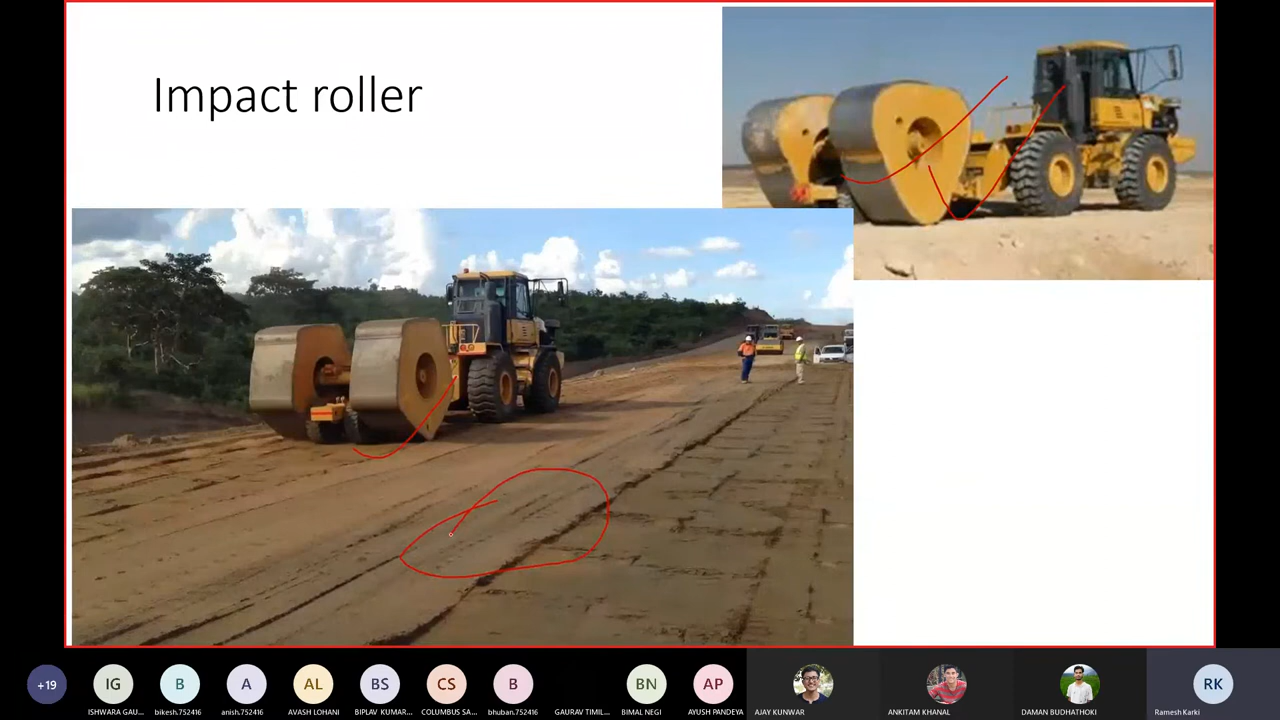 Impact roller
+19
IG
B
A
AL
BS
CS
B
BN
AP
RK
ISHWARA GAU...
bikesh.752416
anish.752416
AVASH LOHANI
BIPLAV KUMAR...
COLUMBUS SA...
bhuban.752416
GAURAV TIMIL...
BIMAL NEGI
AYUSH PANDEYA
AJAY KUNWAR
ANKITAM KHANAL
DAMAN BUDHATHOKI
Ramesh Karki